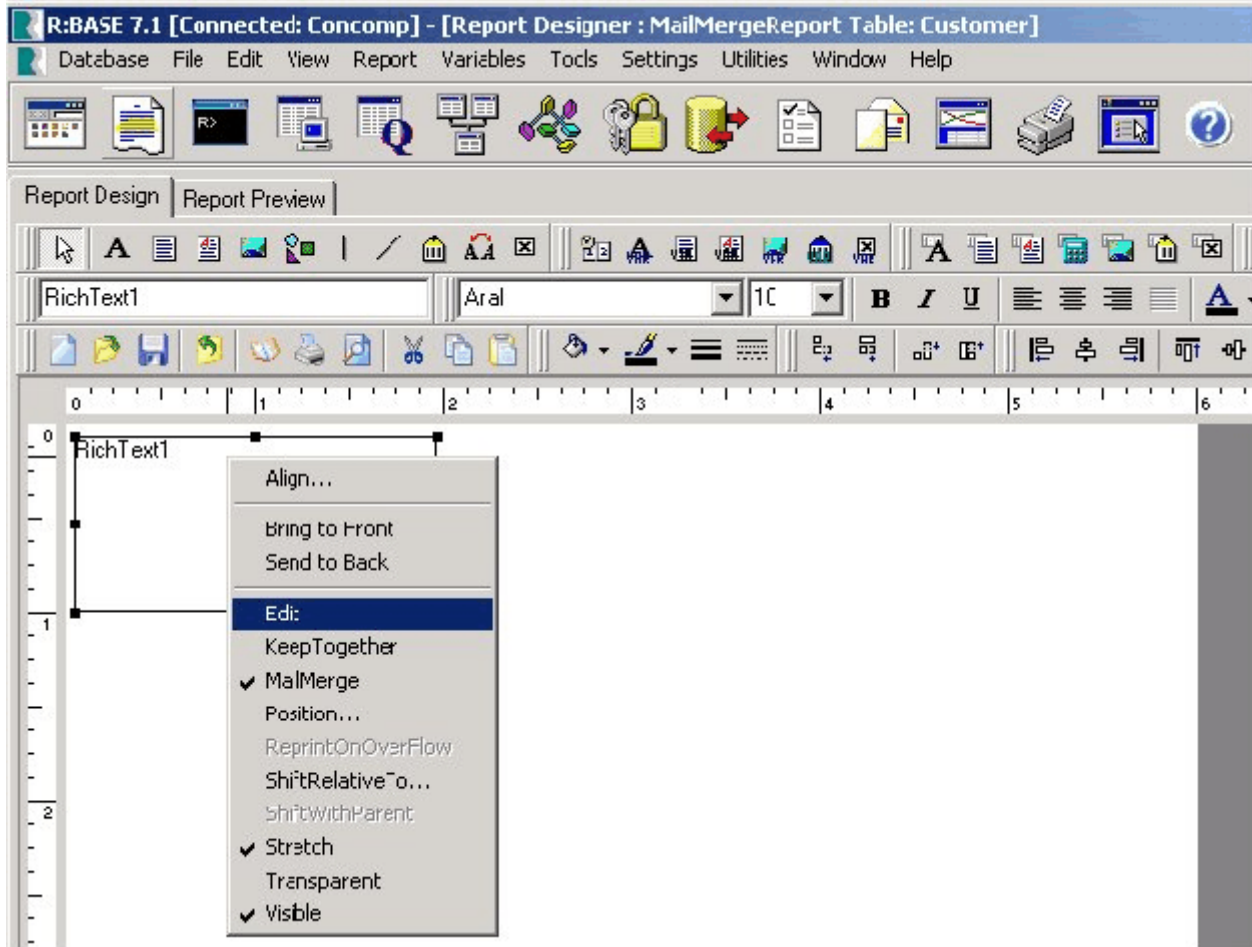 R:BASE 7.1 [Connected: Concomp] - [Report Designer : MailMergeReport Table: Customer]
Database File Edit View Report Variables Tools Settings Utilities Window Help
R>
Q
?
Report Design Report Preview
A
RichText1 Arial 10 B I U A
0 1 2 3 4 5 6
0
RichText1
Align...
Bring to Front
Send to Back
Edit
1
KeepTogether
MailMerge
Position...
ReprintOnOverFlow
ShiftRelativeTo...
2
ShiftWithParent
Stretch
Transparent
Visible